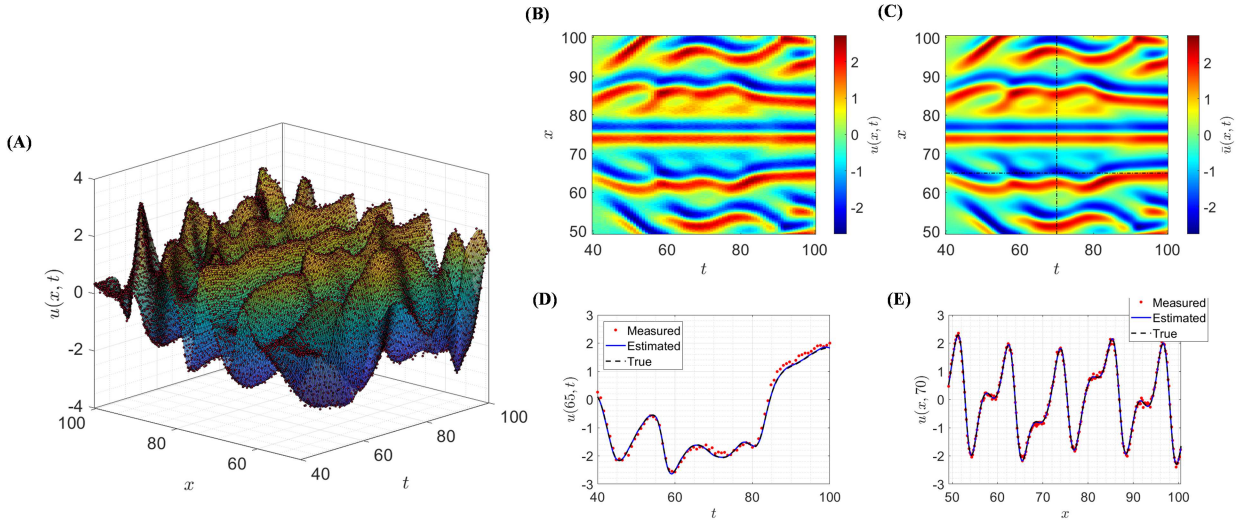 (A)
4
2
0
-2
-4
u(x, t)
100
80
60
x
40
60
80
100
t
(B)
100
90
80
70
60
50
x
40
60
80
100
t
2
1
0
-1
-2
u(x, t)
(C)
100
90
80
70
60
50
x
40
60
80
100
t
2
1
0
-1
-2
ū(x, t)
(D)
3
2
1
0
-1
-2
-3
u(65, t)
Measured
Estimated
True
40
60
80
100
t
(E)
3
2
1
0
-1
-2
-3
u(x, 70)
Measured
Estimated
True
50
60
70
80
90
100
x